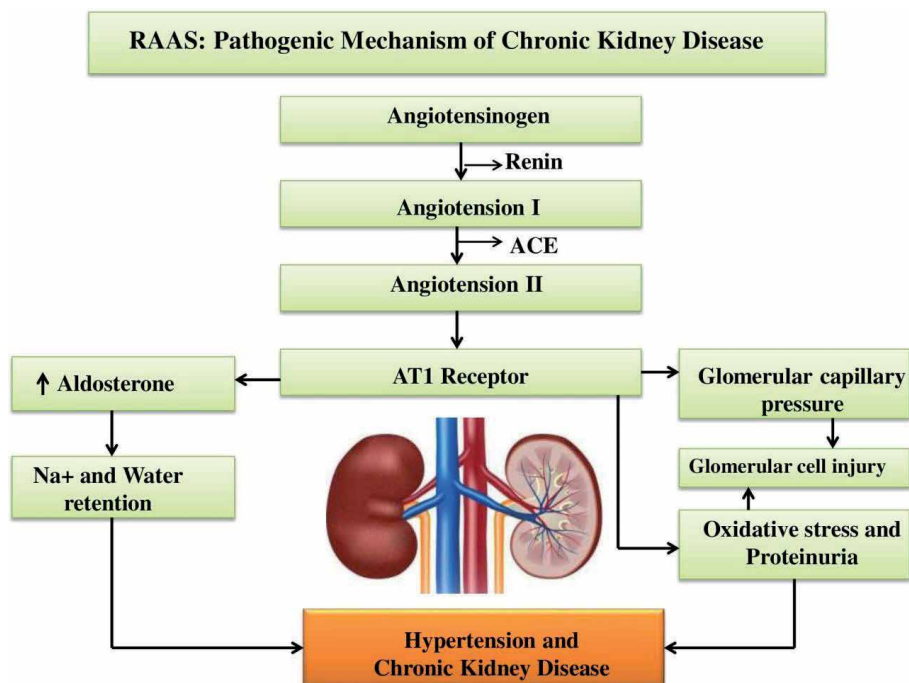 RAAS: Pathogenic Mechanism of Chronic Kidney Disease
Angiotensinogen
Renin
Angiotension I
ACE
Angiotension II
AT1 Receptor
↑ Aldosterone
Na+ and Water
retention
Glomerular capillary
pressure
Glomerular cell injury
Oxidative stress and
Proteinuria
Hypertension and
Chronic Kidney Disease